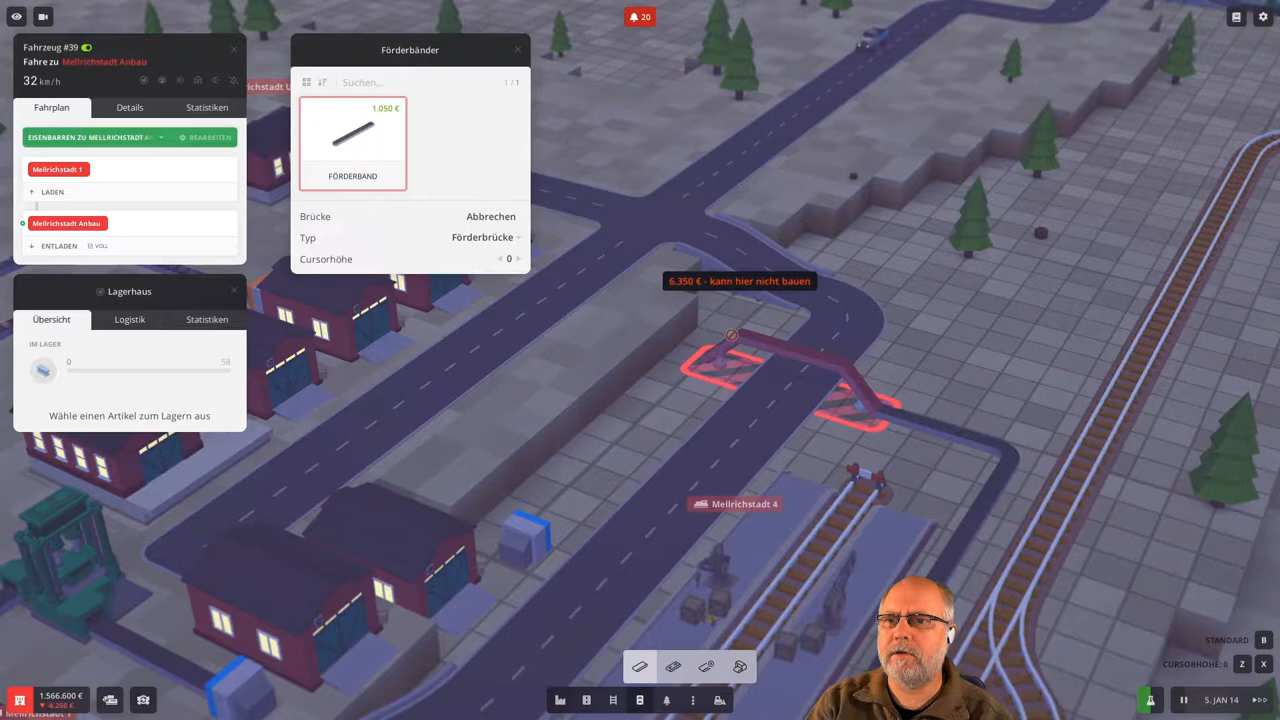 20
Fahrzeug #39
Fahre zu Mellrichstadt Anbau
32 km/h
Fahrplan Details Statistiken
EISENBARREN ZU MELLRICHSTADT BEARBEITEN
Mellrichstadt 1
LADEN
Mellrichstadt Anbau
ENTLADEN VOLL
Lagerhaus
Übersicht Logistik Statistiken
IM LAGER
0 58
Wähle einen Artikel zum Lagern aus
Förderbänder
Suchen... 1 / 1
1.050 €
FÖRDERBAND
Brücke Abbrechen
Typ Förderbrücke
Cursorhöhe 0
6.350 € - kann hier nicht bauen
Mellrichstadt 4
STANDARD B
CURSORHÖHE: 0 Z X
1.566.600 €
-6.250 €
5. JAN 14